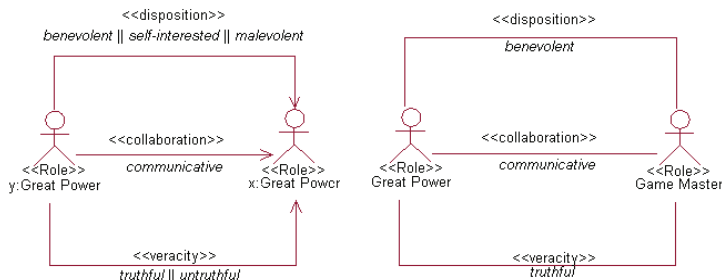 <<disposition>>
benevolent || self-interested || malevolent
<<collaboration>>
communicative
<<Role>>
y:Great Power
<<Role>>
x:Great Power
<<veracity>>
truthful || untruthful
<<disposition>>
benevolent
<<collaboration>>
communicative
<<Role>>
Great Power
<<Role>>
Game Master
<<veracity>>
truthful